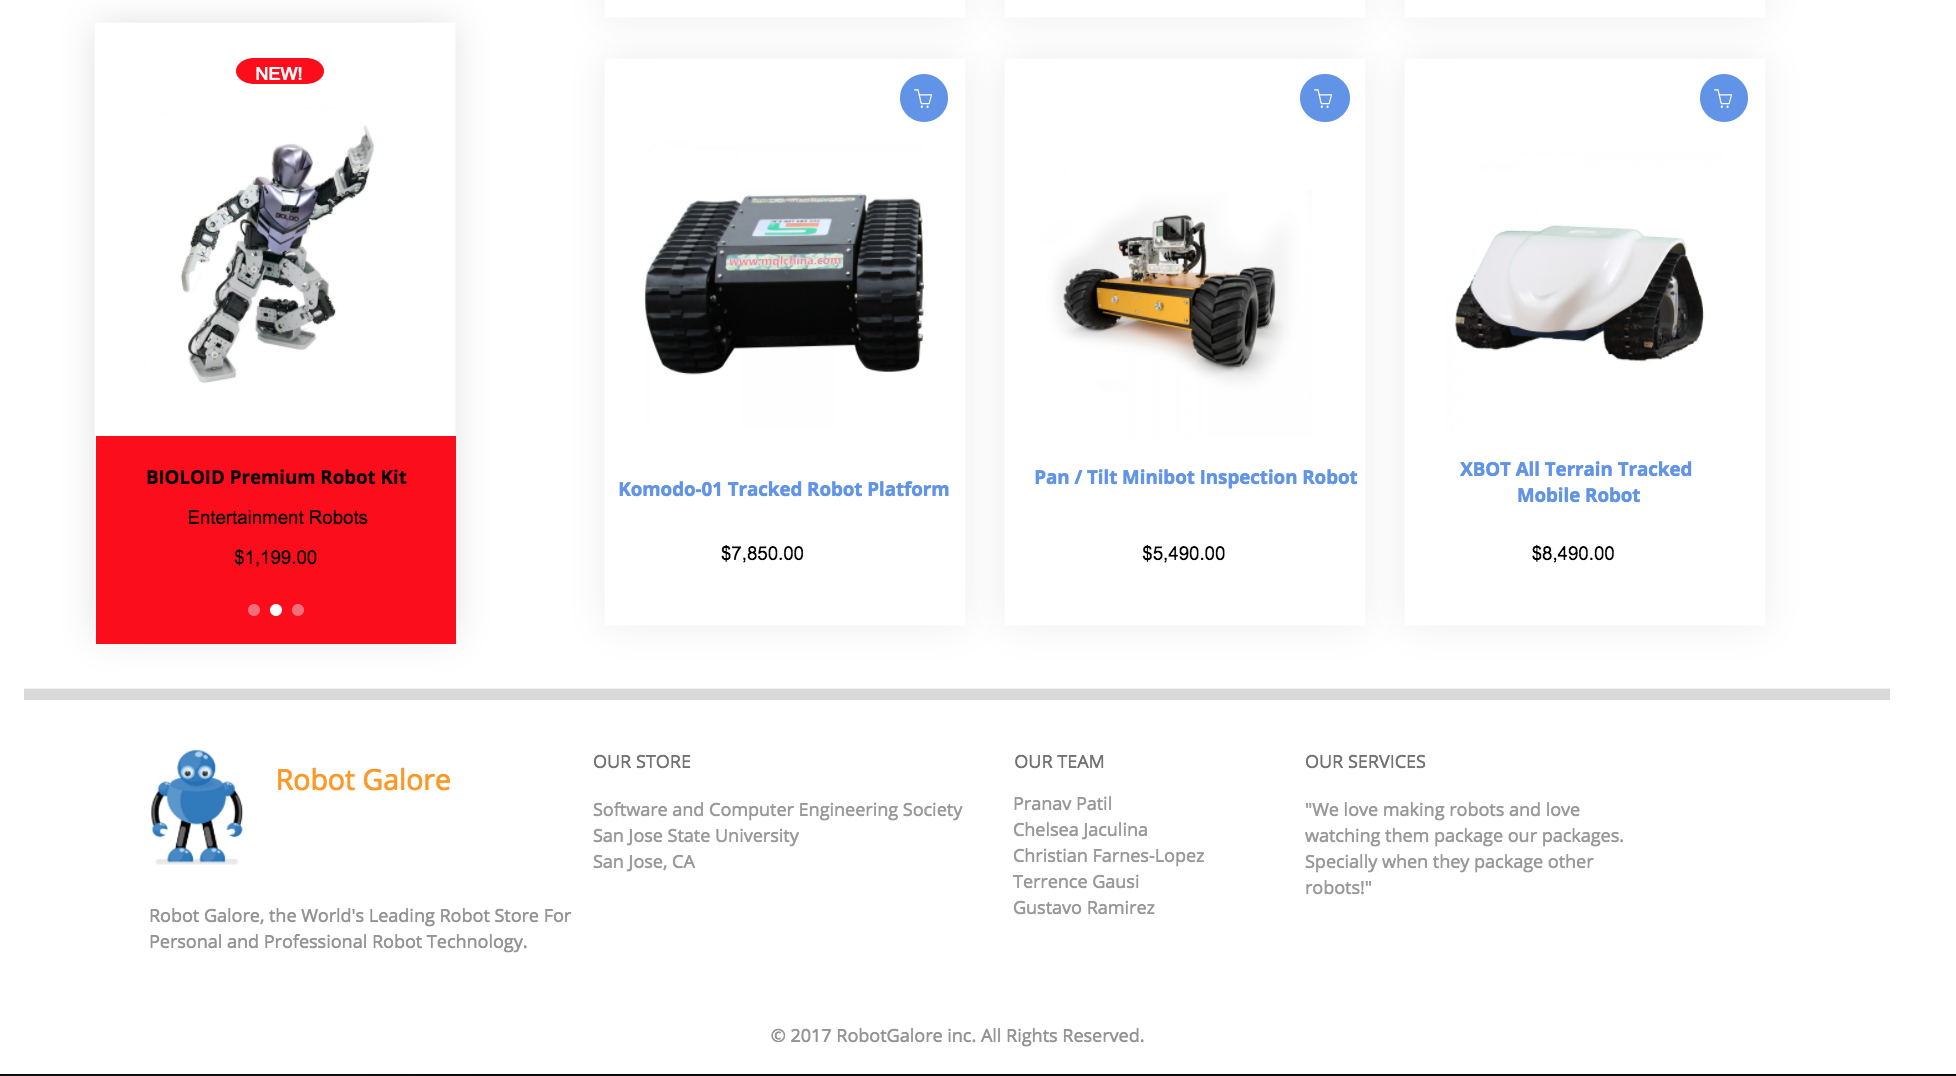 NEW!
BIOLOID
BIOLOID Premium Robot Kit
Entertainment Robots
$1,199.00
www.mqlchina.com
Komodo-01 Tracked Robot Platform
$7,850.00
Pan / Tilt Minibot Inspection Robot
$5,490.00
XBOT All Terrain Tracked
Mobile Robot
$8,490.00
Robot Galore
Robot Galore, the World's Leading Robot Store For
Personal and Professional Robot Technology.
OUR STORE
Software and Computer Engineering Society
San Jose State University
San Jose, CA
OUR TEAM
Pranav Patil
Chelsea Jaculina
Christian Farnes-Lopez
Terrence Gausi
Gustavo Ramirez
OUR SERVICES
"We love making robots and love
watching them package our packages.
Specially when they package other
robots!"
© 2017 RobotGalore inc. All Rights Reserved.